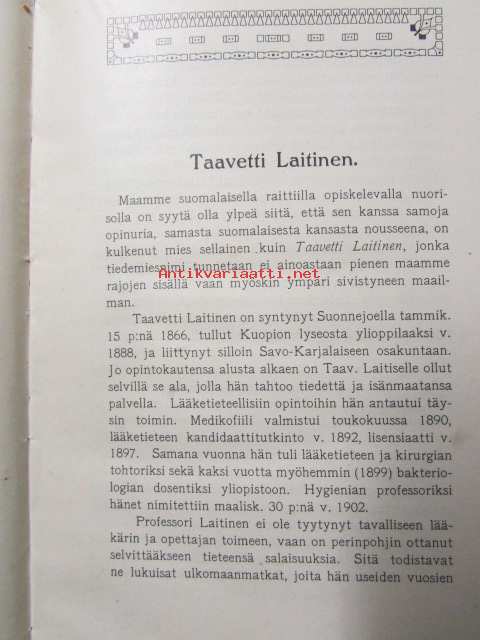 Taavetti Laitinen.
Maamme suomalaisella raittiilla opiskelevalla nuori-
solla on syytä olla ylpeä siitä, että sen kanssa samoja
opinuria, samasta suomalaisesta kansasta nousseena, on
kulkenut mies sellainen kuin Taavetti Laitinen, jonka
tiedemiesnimi tunnetaan ei ainoastaan pienen maamme
Antikvariaatti.net
rajojen sisällä vaan myöskin ympäri sivistyneen maail-
man.
Taavetti Laitinen on syntynyt Suonnejoella tammik.
15 p:nä 1866, tullut Kuopion lyseosta ylioppilaaksi v.
1888, ja liittynyt silloin Savo-Karjalaiseen osakuntaan.
Jo opintokautensa alusta alkaen on Taav. Laitiselle ollut
selvillä se ala, jolla hän tahtoo tiedettä ja isänmaatansa
palvella. Lääketieteellisiin opintoihin hän antautui täy-
sin toimin. Medikofiili valmistui toukokuussa 1890,
lääketieteen kandidaattitutkinto v. 1892, lisensiaatti v.
1897. Samana vuonna hän tuli lääketieteen ja kirurgian
tohtoriksi sekä kaksi vuotta myöhemmin (1899) bakterio-
logian dosentiksi yliopistoon. Hygienian professoriksi
hänet nimitettiin maalisk. 30 p:nä v. 1902.
Professori Laitinen ei ole tyytynyt tavalliseen lää-
kärin ja opettajan toimeen, vaan on perinpohjin ottanut
selvittääkseen tieteensä salaisuuksia. Sitä todistavat
ne lukuisat ulkomaanmatkat, joita hän useiden vuosien